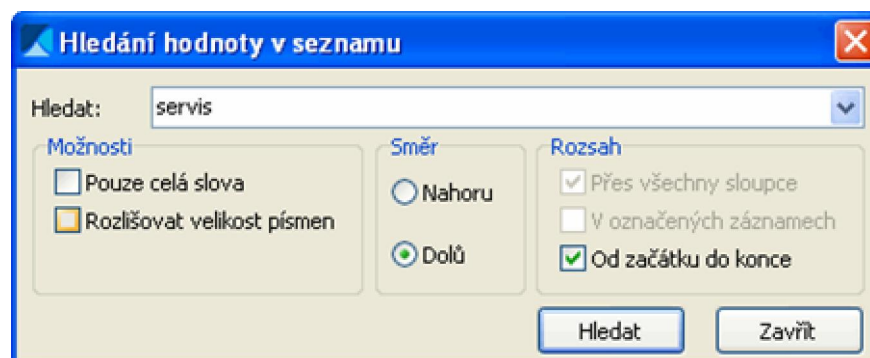 Hledání hodnoty v seznamu
Hledat: servis
Možnosti
Pouze celá slova
Rozlišovat velikost písmen
Směr
Nahoru
Dolů
Rozsah
Přes všechny sloupce
V označených záznamech
Od začátku do konce
Hledat Zavřít